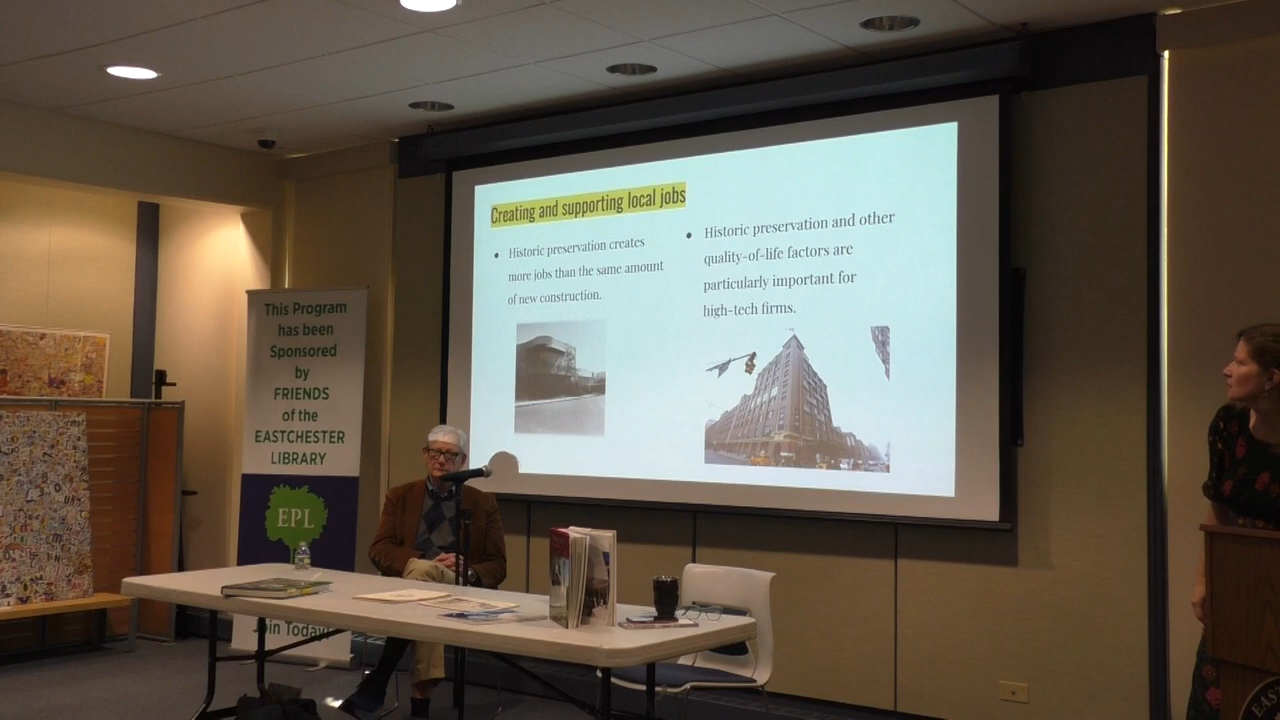 This Program
has been
Sponsored
by
FRIENDS
of the
EASTCHESTER
LIBRARY
EPL
Join Today!
Creating and supporting local jobs
• Historic preservation creates
more jobs than the same amount
of new construction.
• Historic preservation and other
quality-of-life factors are
particularly important for
high-tech firms.
EAST